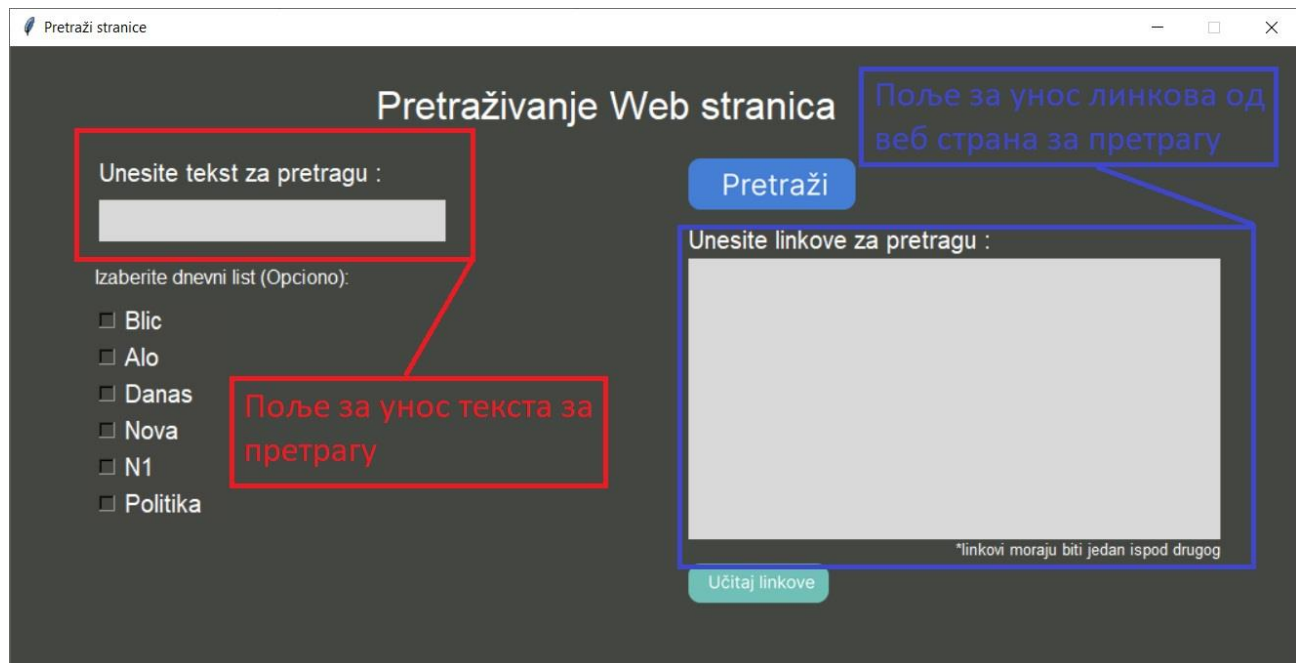 Pretraži stranice
Pretraživanje Web stranica
Поље за унос линкова од
веб страна за претрагу
Unesite tekst za pretragu :
Pretraži
Unesite linkove za pretragu :
Izaberite dnevni list (Opciono):
Blic
Alo
Danas
Nova
N1
Politika
Поље за унос текста за
претрагу
*linkovi moraju biti jedan ispod drugog
Učitaj linkove